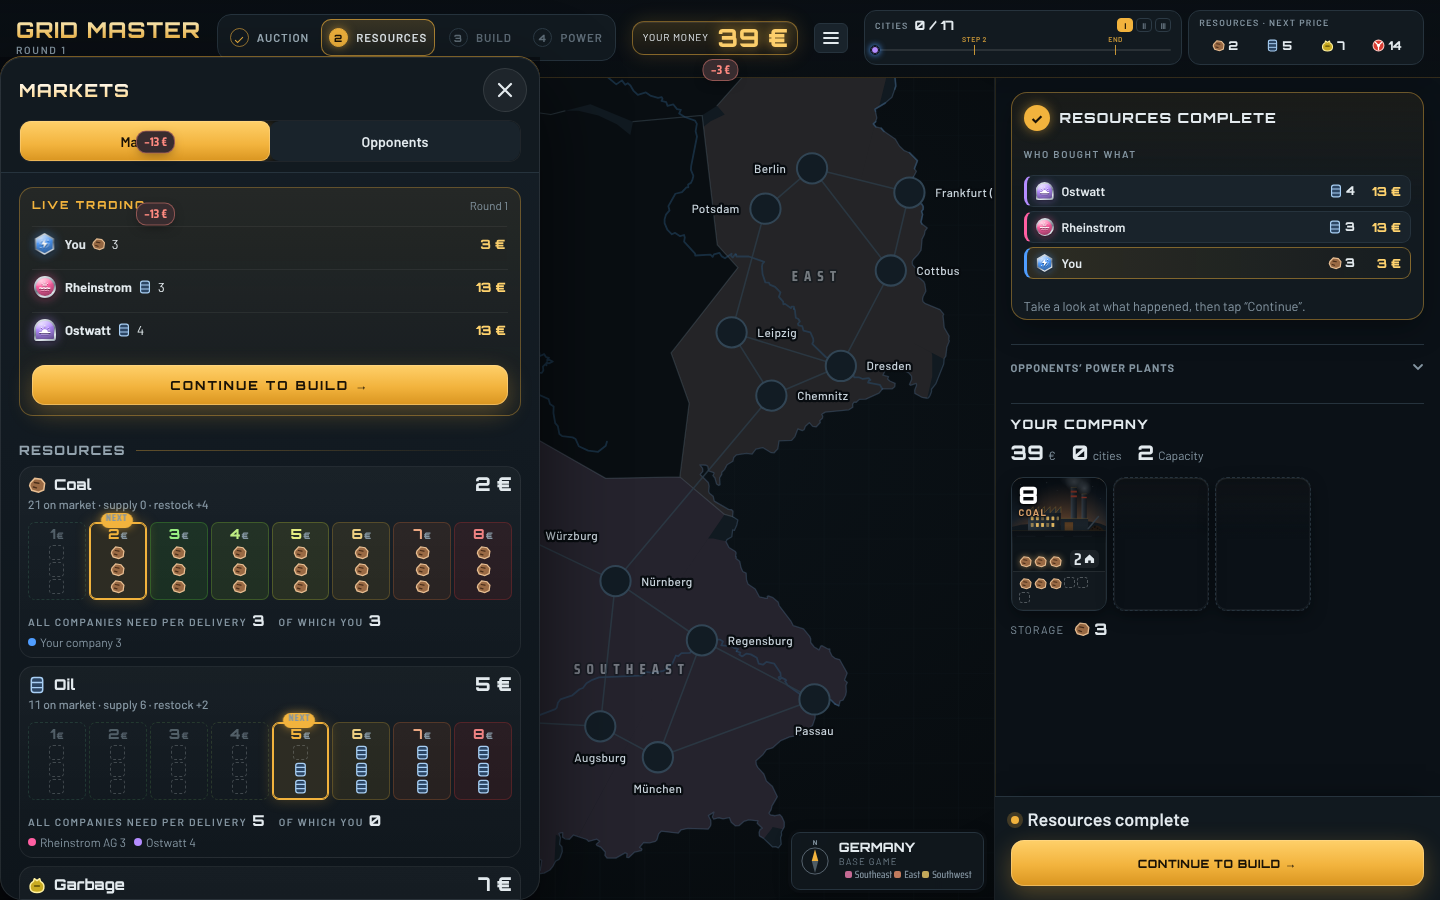 GRID MASTER
ROUND 1
AUCTION
2 RESOURCES
3 BUILD
4 POWER
YOUR MONEY 39 €
-3 €
CITIES 0 / 17
I II III
STEP 2
END
RESOURCES · NEXT PRICE
2 5 7 14
MARKETS
Ma
-13 €
Opponents
LIVE TRADING
-13 €
Round 1
You 3 3 €
Rheinstrom 3 13 €
Ostwatt 4 13 €
CONTINUE TO BUILD →
RESOURCES
Coal 2 €
21 on market · supply 0 · restock +4
NEXT
1€ 2€ 3€ 4€ 5€ 6€ 7€ 8€
ALL COMPANIES NEED PER DELIVERY 3 OF WHICH YOU 3
Your company 3
Oil 5 €
11 on market · supply 6 · restock +2
NEXT
1€ 2€ 3€ 4€ 5€ 6€ 7€ 8€
ALL COMPANIES NEED PER DELIVERY 5 OF WHICH YOU 0
Rheinstrom AG 3 Ostwatt 4
Garbage 7 €
Berlin
Frankfurt (
Potsdam
EAST
Cottbus
Leipzig
Dresden
Chemnitz
Würzburg
Nürnberg
Regensburg
SOUTHEAST
Passau
Augsburg
München
N
GERMANY
BASE GAME
Southeast East Southwest
RESOURCES COMPLETE
WHO BOUGHT WHAT
Ostwatt 4 13 €
Rheinstrom 3 13 €
You 3 3 €
Take a look at what happened, then tap “Continue”.
OPPONENTS’ POWER PLANTS
YOUR COMPANY
39 € 0 cities 2 Capacity
8
COAL
2
STORAGE 3
Resources complete
CONTINUE TO BUILD →